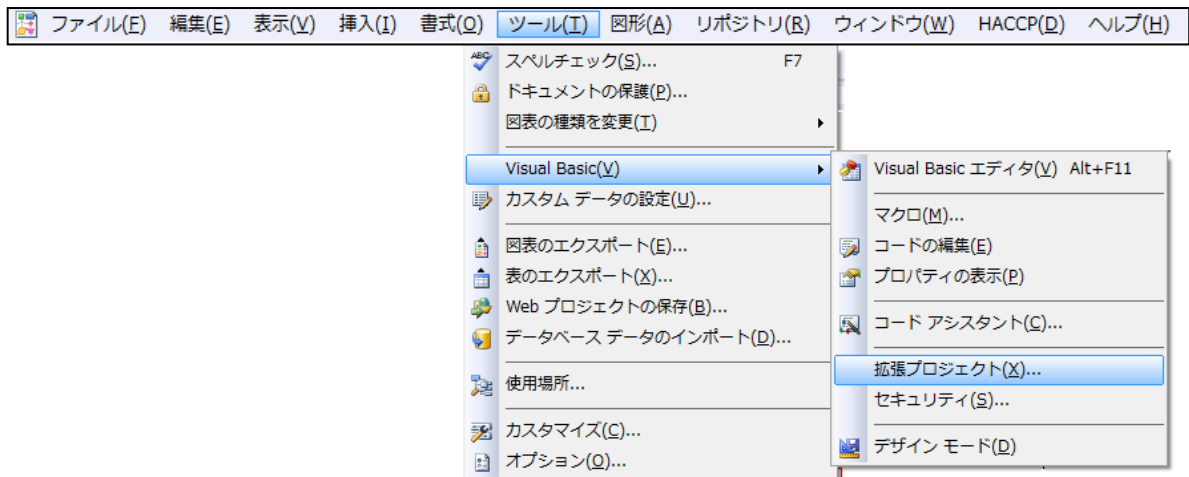 ファイル(F) 編集(E) 表示(V) 挿入(I) 書式(O) ツール(T) 図形(A) リポジトリ(R) ウィンドウ(W) HACCP(D) ヘルプ(H)
ABC スペルチェック(S)... F7
ドキュメントの保護(P)...
図表の種類を変更(T)
Visual Basic(V)
カスタム データの設定(U)...
図表のエクスポート(E)...
表のエクスポート(X)...
Web プロジェクトの保存(B)...
データベース データのインポート(D)...
使用場所...
カスタマイズ(C)...
オプション(O)...
Visual Basic エディタ(V) Alt+F11
マクロ(M)...
コードの編集(E)
プロパティの表示(P)
コード アシスタント(C)...
拡張プロジェクト(X)...
セキュリティ(S)...
デザイン モード(D)